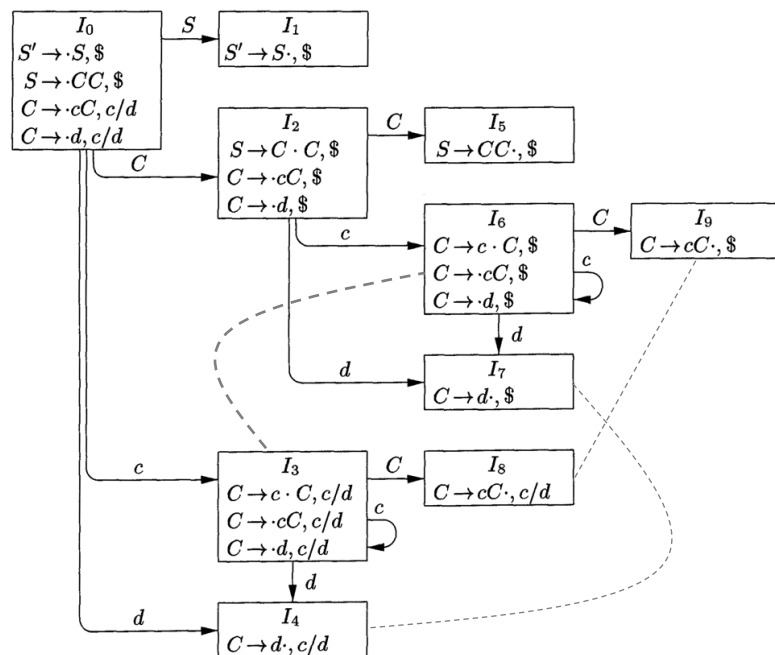 I₀
S' → ·S, $
S → ·CC, $
C → ·cC, c/d
C → ·d, c/d
S
I₁
S' → S·, $
C
I₂
S → C · C, $
C → ·cC, $
C → ·d, $
C
I₅
S → CC·, $
c
I₆
C → c · C, $
C → ·cC, $
C → ·d, $
C
I₉
C → cC·, $
c
d
d
I₇
C → d·, $
c
I₃
C → c · C, c/d
C → ·cC, c/d
C → ·d, c/d
C
I₈
C → cC·, c/d
c
d
d
I₄
C → d·, c/d